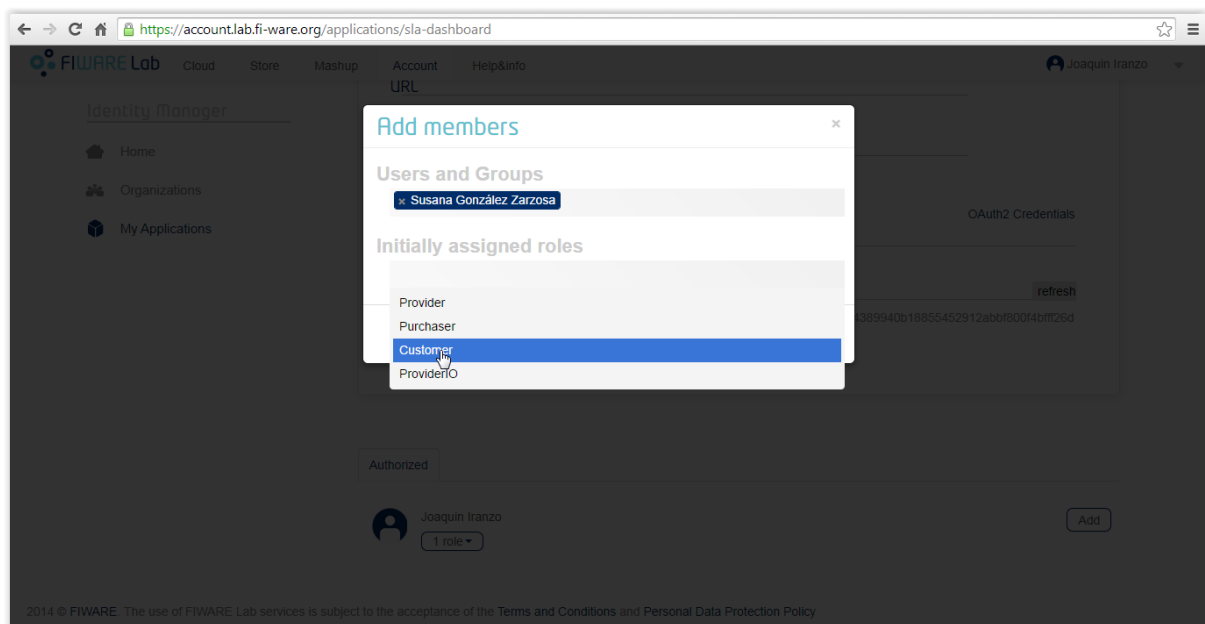 https://account.lab.fi-ware.org/applications/sla-dashboard
FIWARE Lab Cloud Store Mashup Account Help&info Joaquin Iranzo
URL
Identity Manager
Add members ×
Home
Users and Groups
Organizations
× Susana González Zarzosa
OAuth2 Credentials
My Applications
Initially assigned roles
refresh
Provider
4389940b18855452912abbf800f4bfff26d
Purchaser
Customer
ProviderIO
Authorized
Joaquin Iranzo
Add
1 role
2014 © FIWARE. The use of FIWARE Lab services is subject to the acceptance of the Terms and Conditions and Personal Data Protection Policy